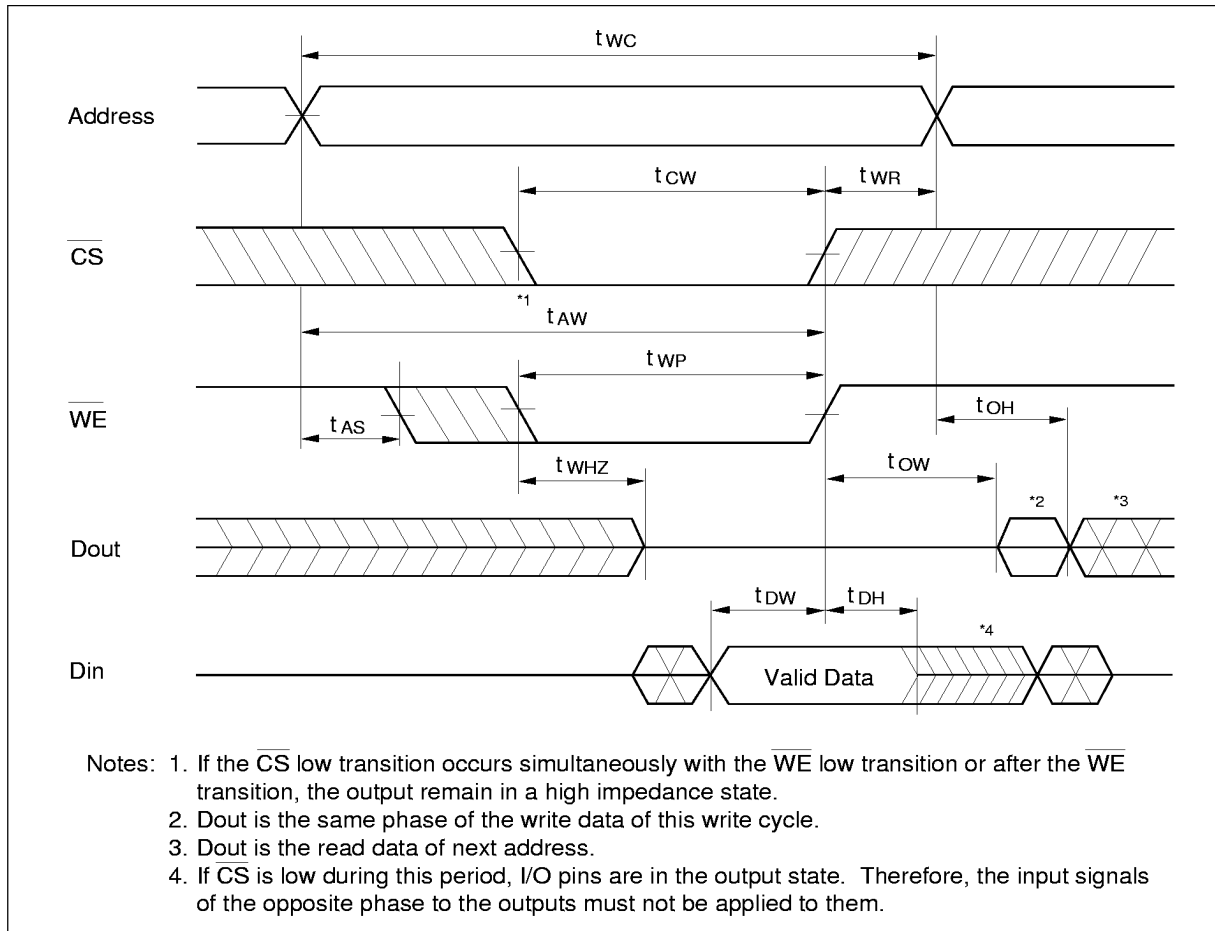 tWC
Address
tCW
tWR
CS
*1
tAW
tWP
WE
tAS
tOH
tWHZ
tOW
*2
*3
Dout
tDW
tDH
*4
Din
Valid Data
Notes: 1. If the CS low transition occurs simultaneously with the WE low transition or after the WE
transition, the output remain in a high impedance state.
2. Dout is the same phase of the write data of this write cycle.
3. Dout is the read data of next address.
4. If CS is low during this period, I/O pins are in the output state. Therefore, the input signals
of the opposite phase to the outputs must not be applied to them.